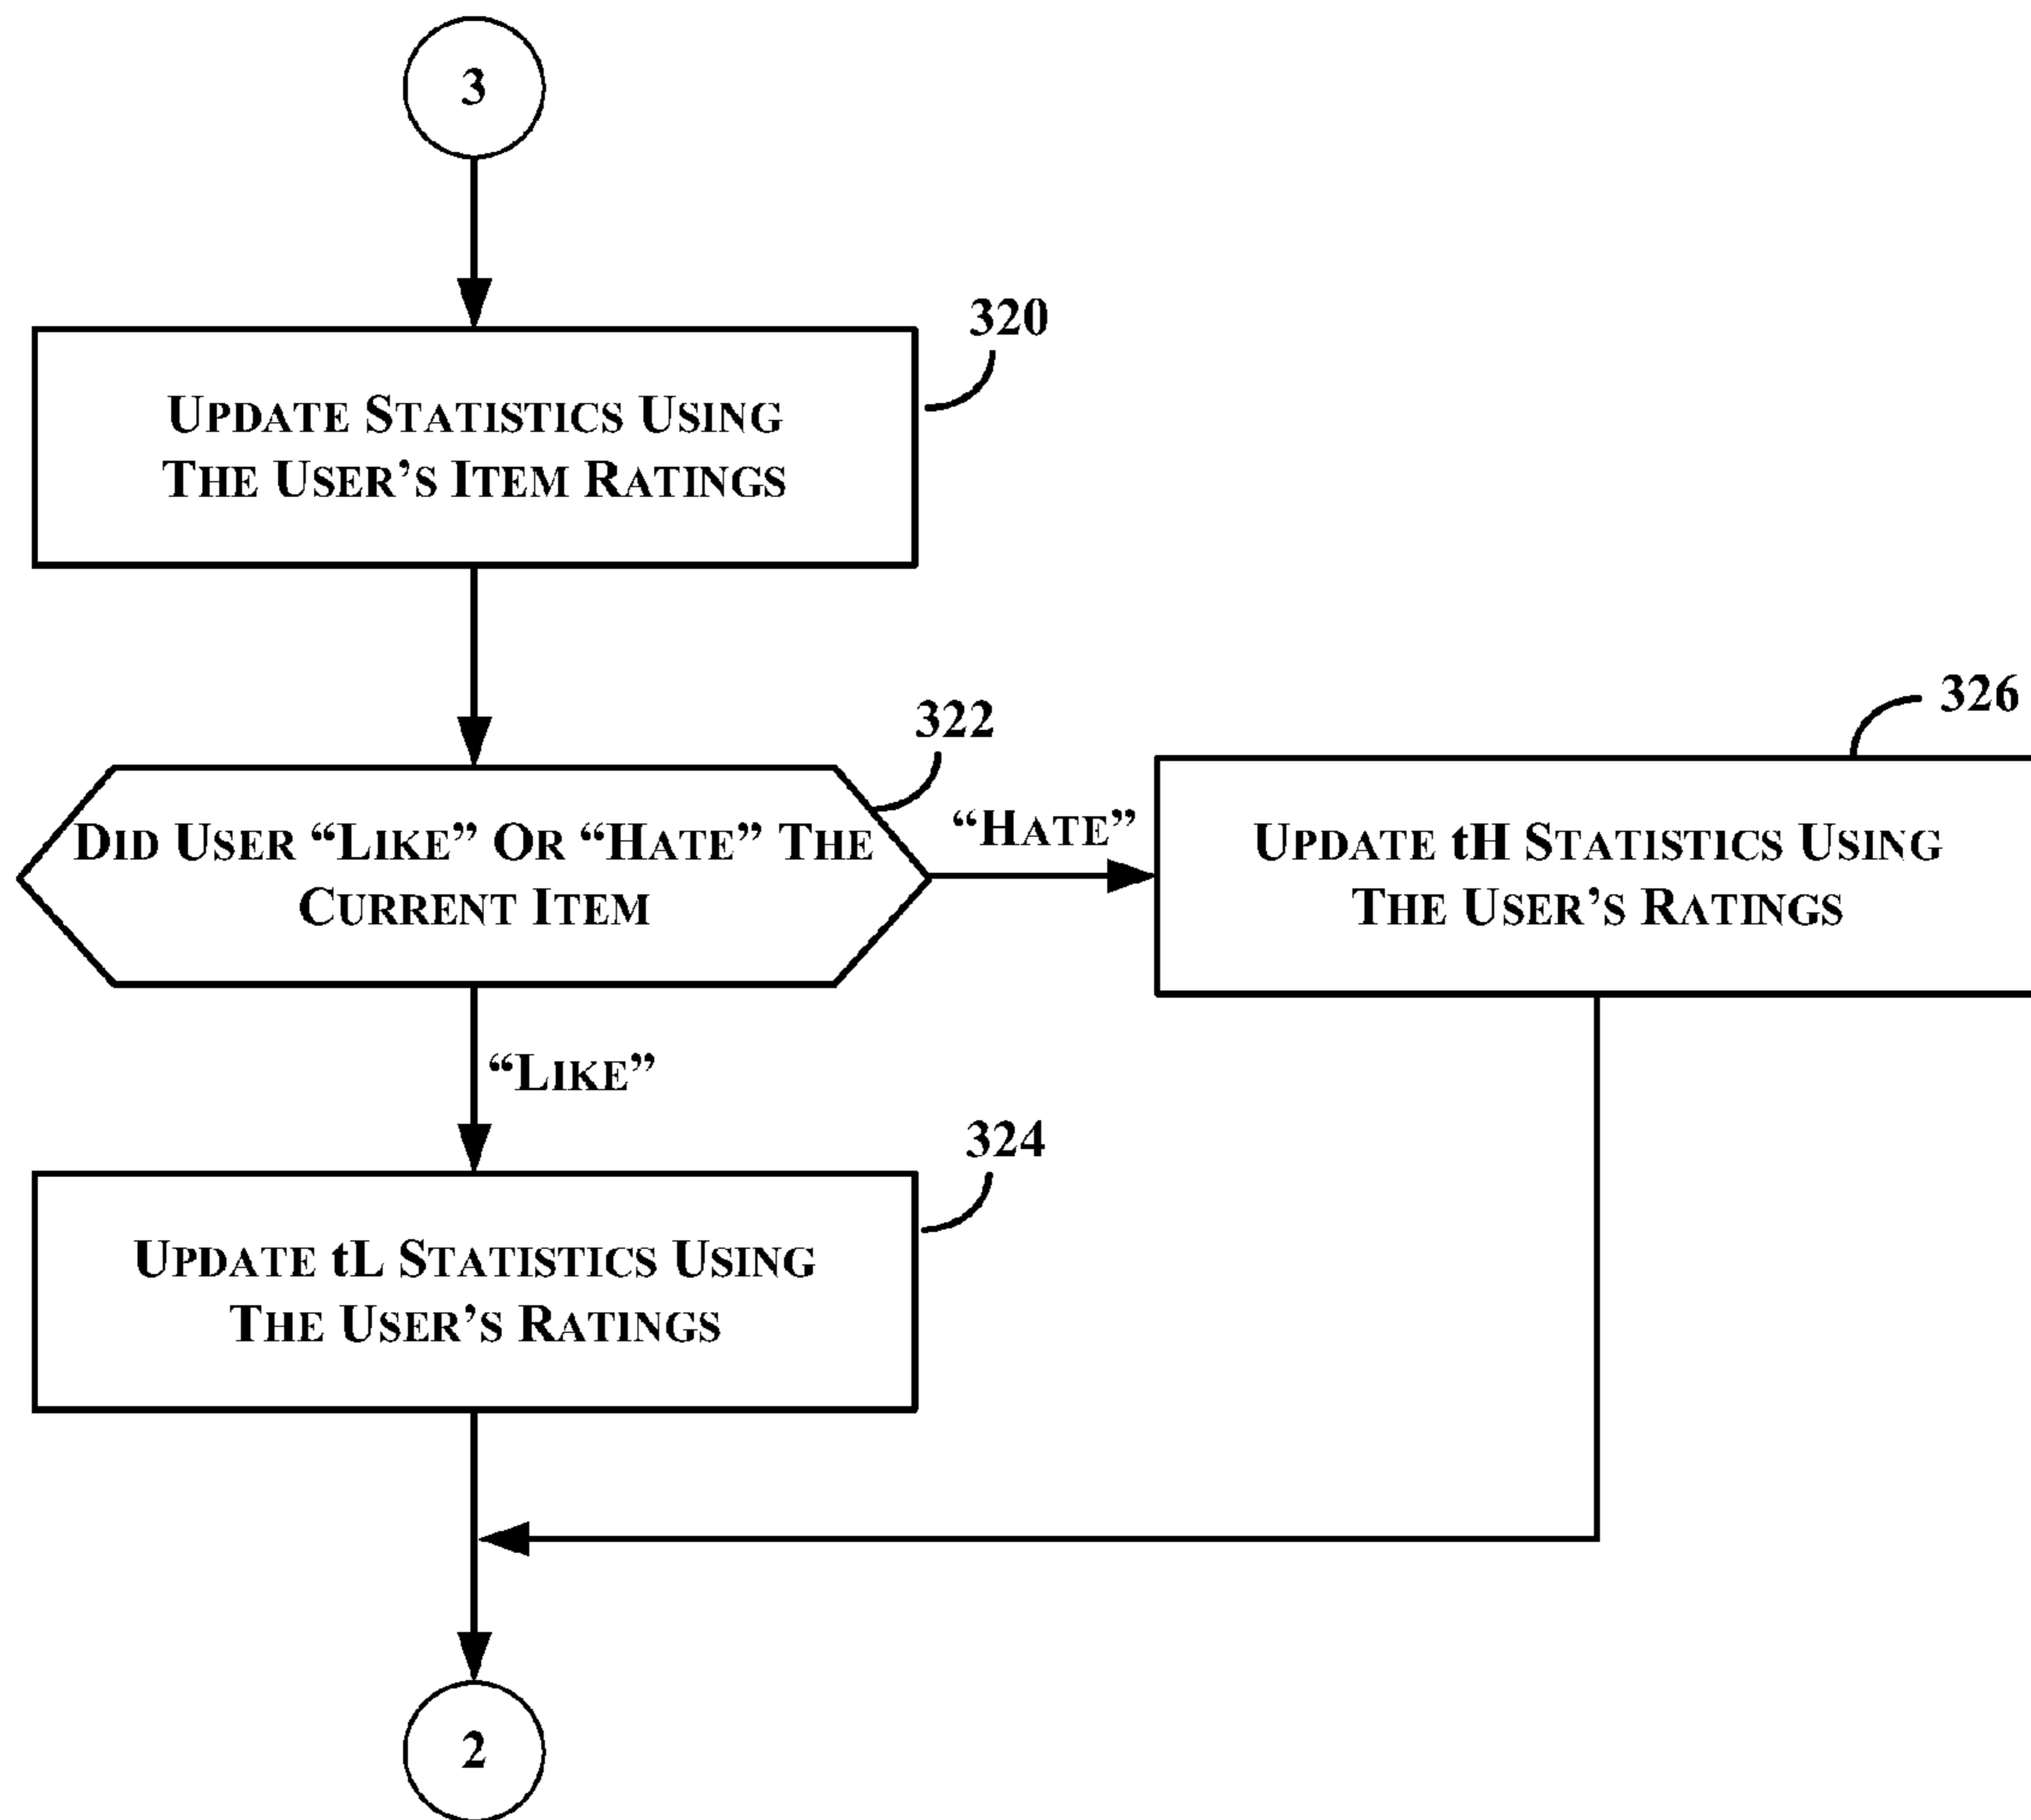 3
320
UPDATE STATISTICS USING
THE USER'S ITEM RATINGS
322
326
DID USER “LIKE” OR “HATE” THE
CURRENT ITEM
“HATE”
UPDATE tH STATISTICS USING
THE USER’S RATINGS
“LIKE”
324
UPDATE tL STATISTICS USING
THE USER’S RATINGS
2